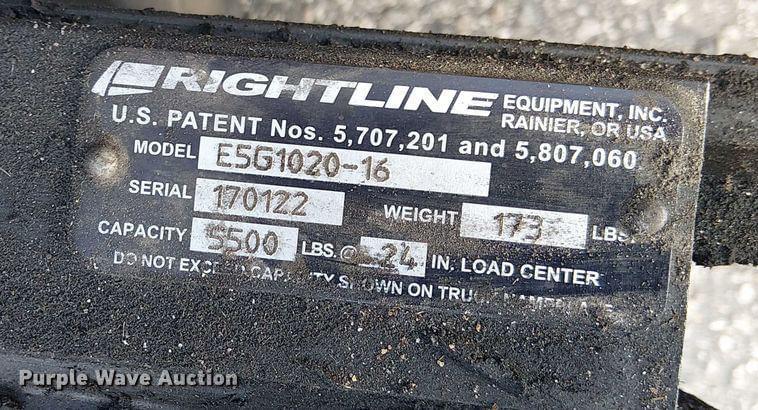 RIGHTLINE EQUIPMENT, INC.
RAINIER, OR USA
U.S. PATENT Nos. 5,707,201 and 5,807,060
MODEL ESG1020-16
SERIAL 170122 WEIGHT 173 LBS.
CAPACITY 5500 LBS.@ 24 IN. LOAD CENTER
DO NOT EXCEED CAPACITY SHOWN ON TRUCK NAMEPLATE
Purple Wave Auction